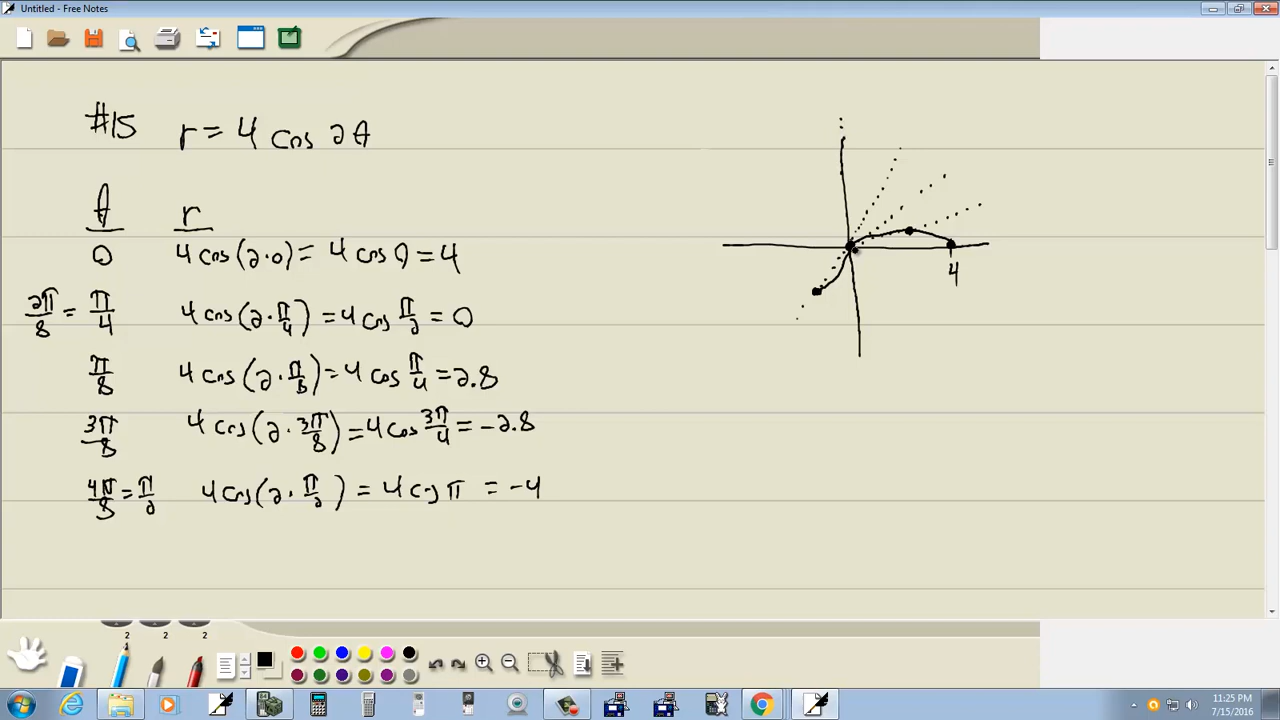 Untitled - Free Notes
#15 r = 4 cos 2θ
θ r
0 4 cos (2·0) = 4 cos 0 = 4
2π/8 = π/4 4 cos (2·π/4) = 4 cos π/2 = 0
π/8 4 cos (2·π/8) = 4 cos π/4 = 2.8
3π/8 4 cos (2·3π/8) = 4 cos 3π/4 = -2.8
4π/8 = π/2 4 cos (2·π/2) = 4 cos π = -4
4
2 2 2
11:25 PM
7/15/2016